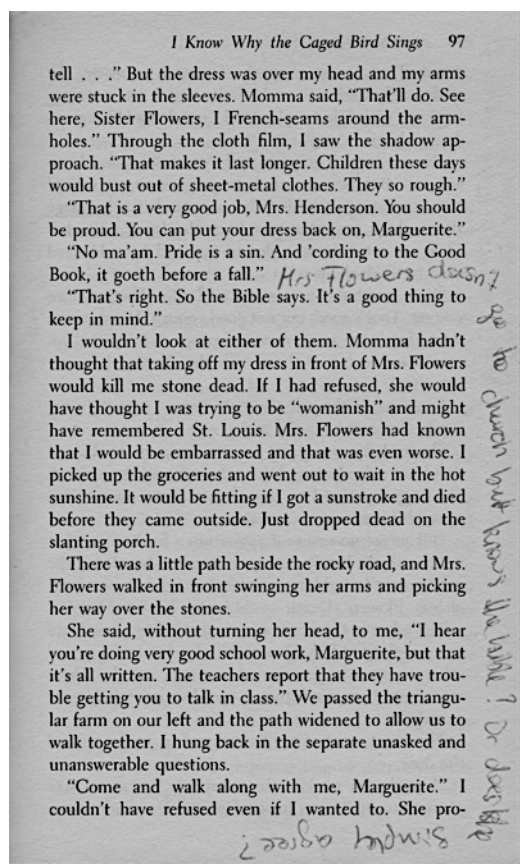 I Know Why the Caged Bird Sings 97
tell . . ." But the dress was over my head and my arms
were stuck in the sleeves. Momma said, "That'll do. See
here, Sister Flowers, I French-seams around the arm-
holes." Through the cloth film, I saw the shadow ap-
proach. "That makes it last longer. Children these days
would bust out of sheet-metal clothes. They so rough."
"That is a very good job, Mrs. Henderson. You should
be proud. You can put your dress back on, Marguerite."
"No ma'am. Pride is a sin. And 'cording to the Good
Book, it goeth before a fall."
"That's right. So the Bible says. It's a good thing to
keep in mind."
I wouldn't look at either of them. Momma hadn't
thought that taking off my dress in front of Mrs. Flowers
would kill me stone dead. If I had refused, she would
have thought I was trying to be "womanish" and might
have remembered St. Louis. Mrs. Flowers had known
that I would be embarrassed and that was even worse. I
picked up the groceries and went out to wait in the hot
sunshine. It would be fitting if I got a sunstroke and died
before they came outside. Just dropped dead on the
slanting porch.
There was a little path beside the rocky road, and Mrs.
Flowers walked in front swinging her arms and picking
her way over the stones.
She said, without turning her head, to me, "I hear
you're doing very good school work, Marguerite, but that
it's all written. The teachers report that they have trou-
ble getting you to talk in class." We passed the triangu-
lar farm on our left and the path widened to allow us to
walk together. I hung back in the separate unasked and
unanswerable questions.
"Come and walk along with me, Marguerite." I
couldn't have refused even if I wanted to. She pro-
Mrs Flowers doesn't
go to church but knows the bible? Or does she
simply agree?